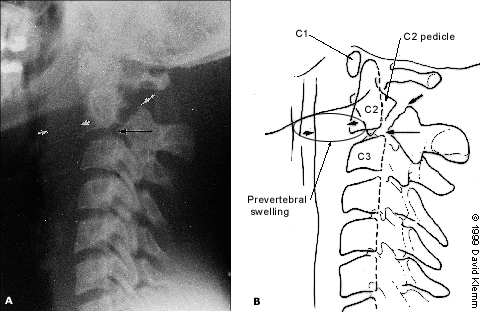 C1
C2 pedicle
C2
C3
Prevertebral
swelling
A
B
© 1999 David Klemm